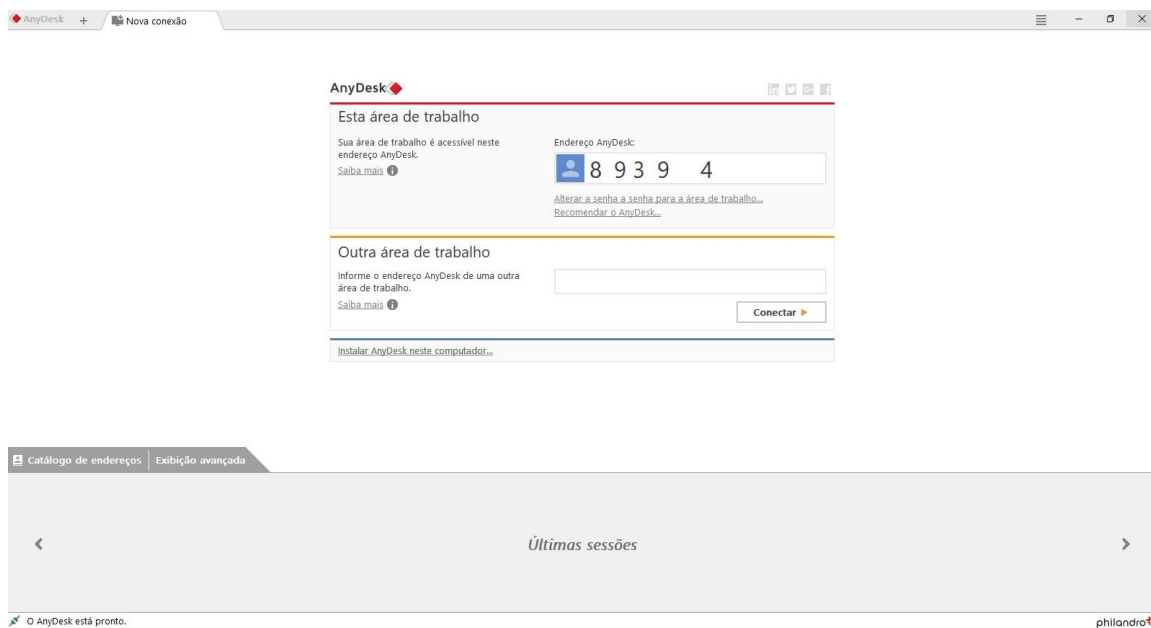 AnyDesk
Nova conexão
AnyDesk
Esta área de trabalho
Sua área de trabalho é acessível neste
endereço AnyDesk.
Saiba mais
Endereço AnyDesk:
8 9 3 9 4
Alterar a senha a senha para a área de trabalho...
Recomendar o AnyDesk...
Outra área de trabalho
Informe o endereço AnyDesk de uma outra
área de trabalho.
Saiba mais
Conectar
Instalar AnyDesk neste computador...
Catálogo de endereços
Exibição avançada
Últimas sessões
O AnyDesk está pronto.
philandro